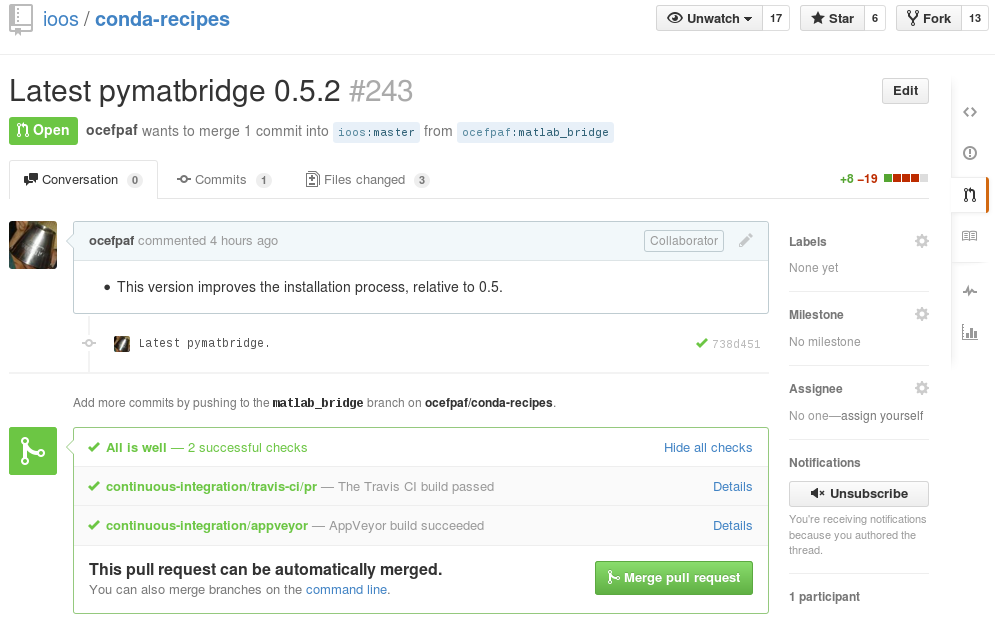 ioos / conda-recipes
Unwatch 17
Star 6
Fork 13
Latest pymatbridge 0.5.2 #243
Edit
Open ocefpaf wants to merge 1 commit into ioos:master from ocefpaf:matlab_bridge
Conversation 0
Commits 1
Files changed 3
+8 −19
ocefpaf commented 4 hours ago
Collaborator
• This version improves the installation process, relative to 0.5.
Latest pymatbridge.
738d451
Add more commits by pushing to the matlab_bridge branch on ocefpaf/conda-recipes.
All is well — 2 successful checks
Hide all checks
continuous-integration/travis-ci/pr — The Travis CI build passed
Details
continuous-integration/appveyor — AppVeyor build succeeded
Details
This pull request can be automatically merged.
You can also merge branches on the command line.
Merge pull request
Labels
None yet
Milestone
No milestone
Assignee
No one—assign yourself
Notifications
Unsubscribe
You're receiving notifications
because you authored the
thread.
1 participant